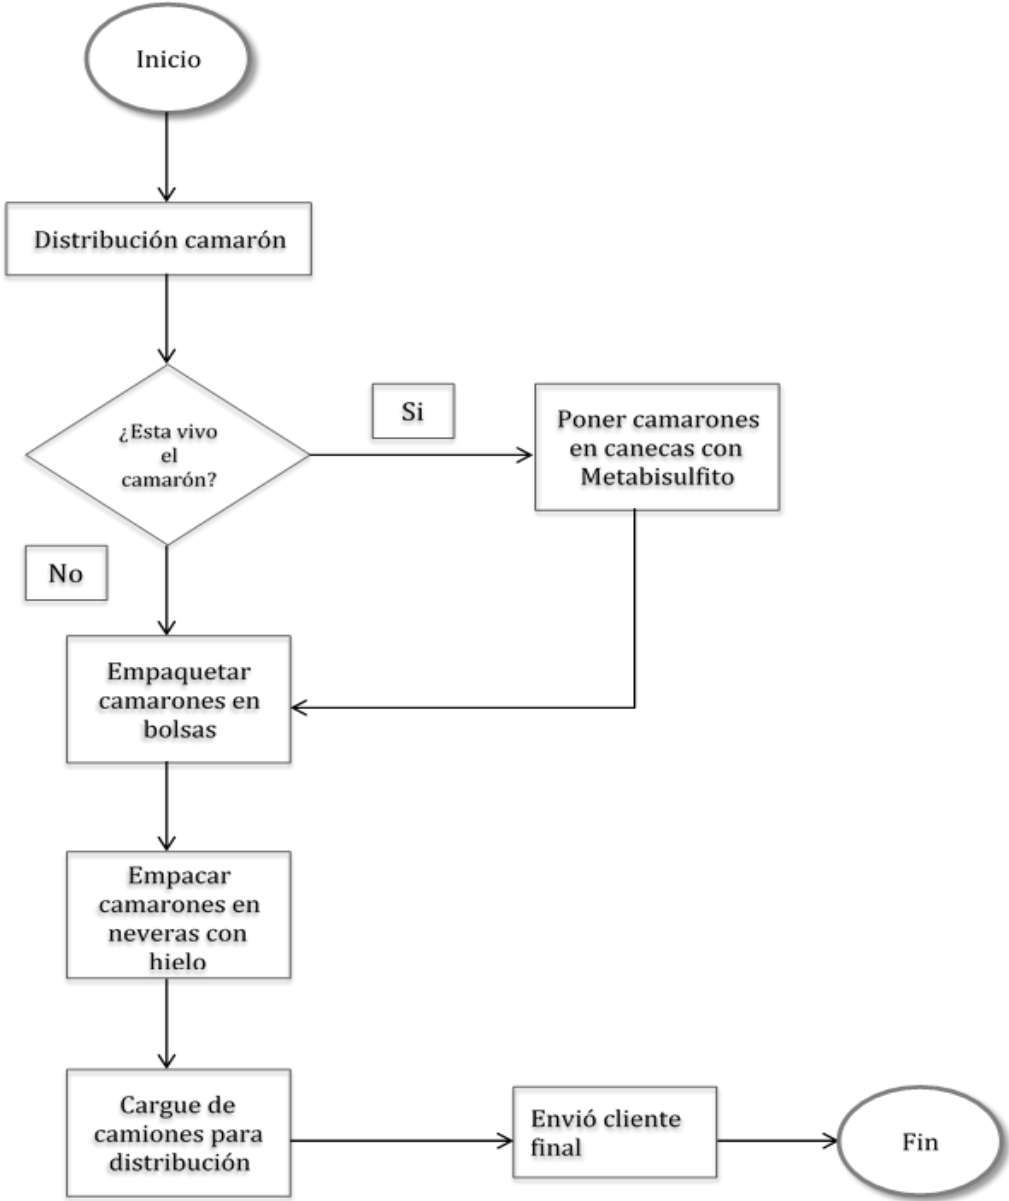 Inicio
Distribución camarón
¿Esta vivo
el
camarón?
Si
Poner camarones
en canecas con
Metabisulfito
No
Empaquetar
camarones en
bolsas
Empacar
camarones en
neveras con
hielo
Cargue de
camiones para
distribución
Envió cliente
final
Fin